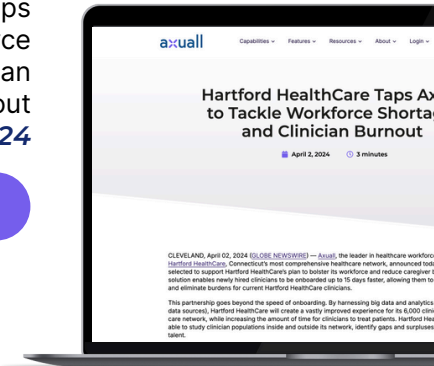 ps
rce
an
out
24
axuall
Capabilities Features Resources About Login
Hartford HealthCare Taps Ax
to Tackle Workforce Shortag
and Clinician Burnout
April 2, 2024 3 minutes
CLEVELAND, April 02, 2024 (GLOBE NEWSWIRE) — Axuall, the leader in healthcare workforc
Hartford HealthCare, Connecticut's most comprehensive healthcare network, announced toda
selected to support Hartford HealthCare's plan to bolster its workforce and reduce caregiver b
solution enables newly hired clinicians to be onboarded up to 15 days faster, allowing them to
and eliminate burdens for current Hartford HealthCare clinicians.
This partnership goes beyond the speed of onboarding. By harnessing big data and analytics
data sources), Hartford HealthCare will create a vastly improved experience for its 6,000 clini
care network, while increasing the amount of time for clinicians to treat patients. Hartford Hea
able to study clinician populations inside and outside its network, identify gaps and surpluses
talent.